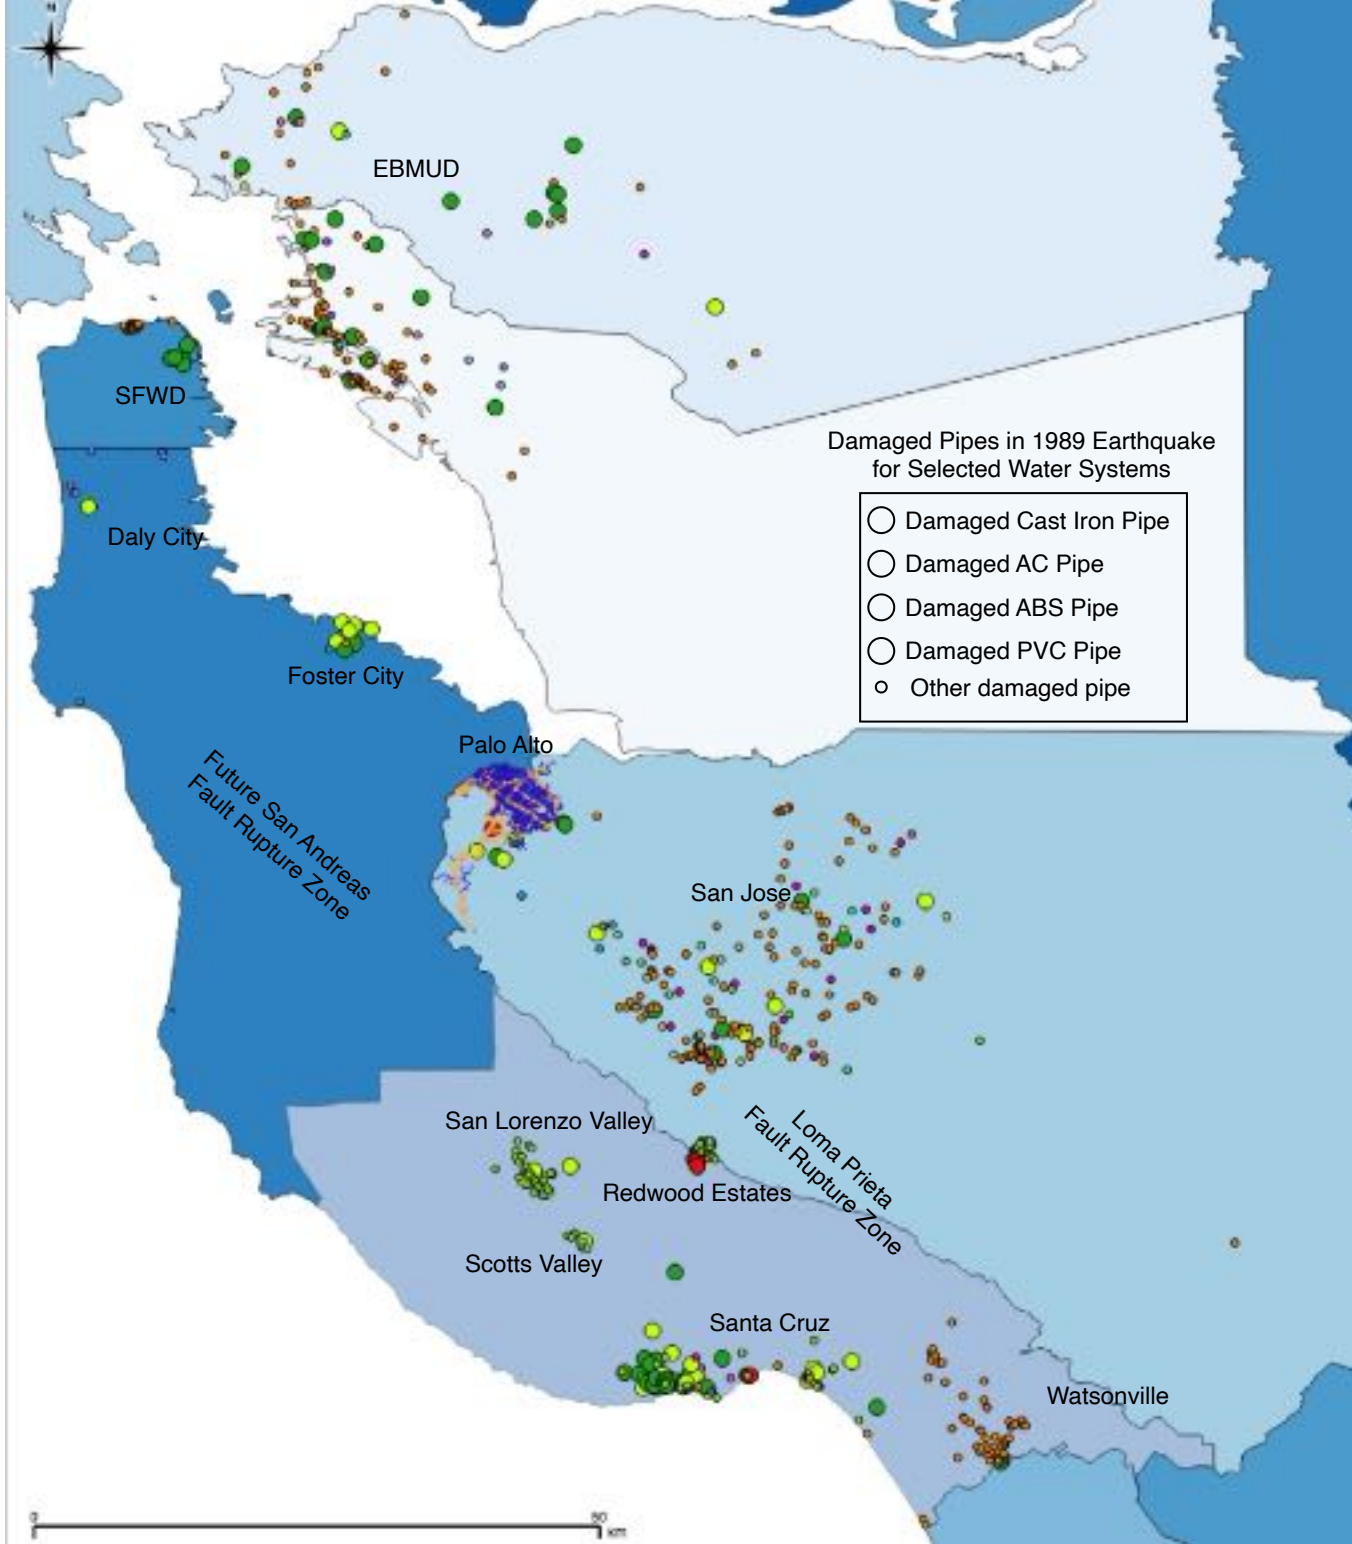 N
EBMUD
SFWD
Damaged Pipes in 1989 Earthquake
for Selected Water Systems
Damaged Cast Iron Pipe
Damaged AC Pipe
Damaged ABS Pipe
Damaged PVC Pipe
Other damaged pipe
Daly City
Foster City
Palo Alto
Future San Andreas
Fault Rupture Zone
San Jose
San Lorenzo Valley
Loma Prieta
Fault Rupture Zone
Redwood Estates
Scotts Valley
Santa Cruz
Watsonville
0 50
km